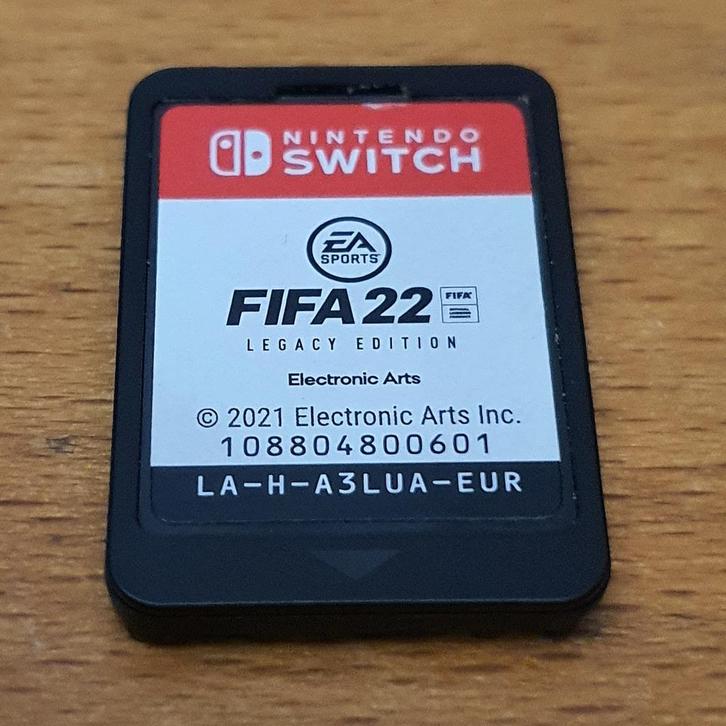 NINTENDO
SWITCH
EA
SPORTS
FIFA 22 FIFA
LEGACY EDITION
Electronic Arts
© 2021 Electronic Arts Inc.
108804800601
LA-H-A3LUA-EUR